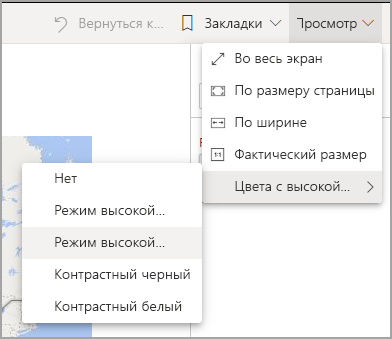 Вернуться к...
Закладки
Просмотр
Во весь экран
По размеру страницы
По ширине
Фактический размер
Цвета с высокой...
Нет
Режим высокой...
Режим высокой...
Контрастный черный
Контрастный белый